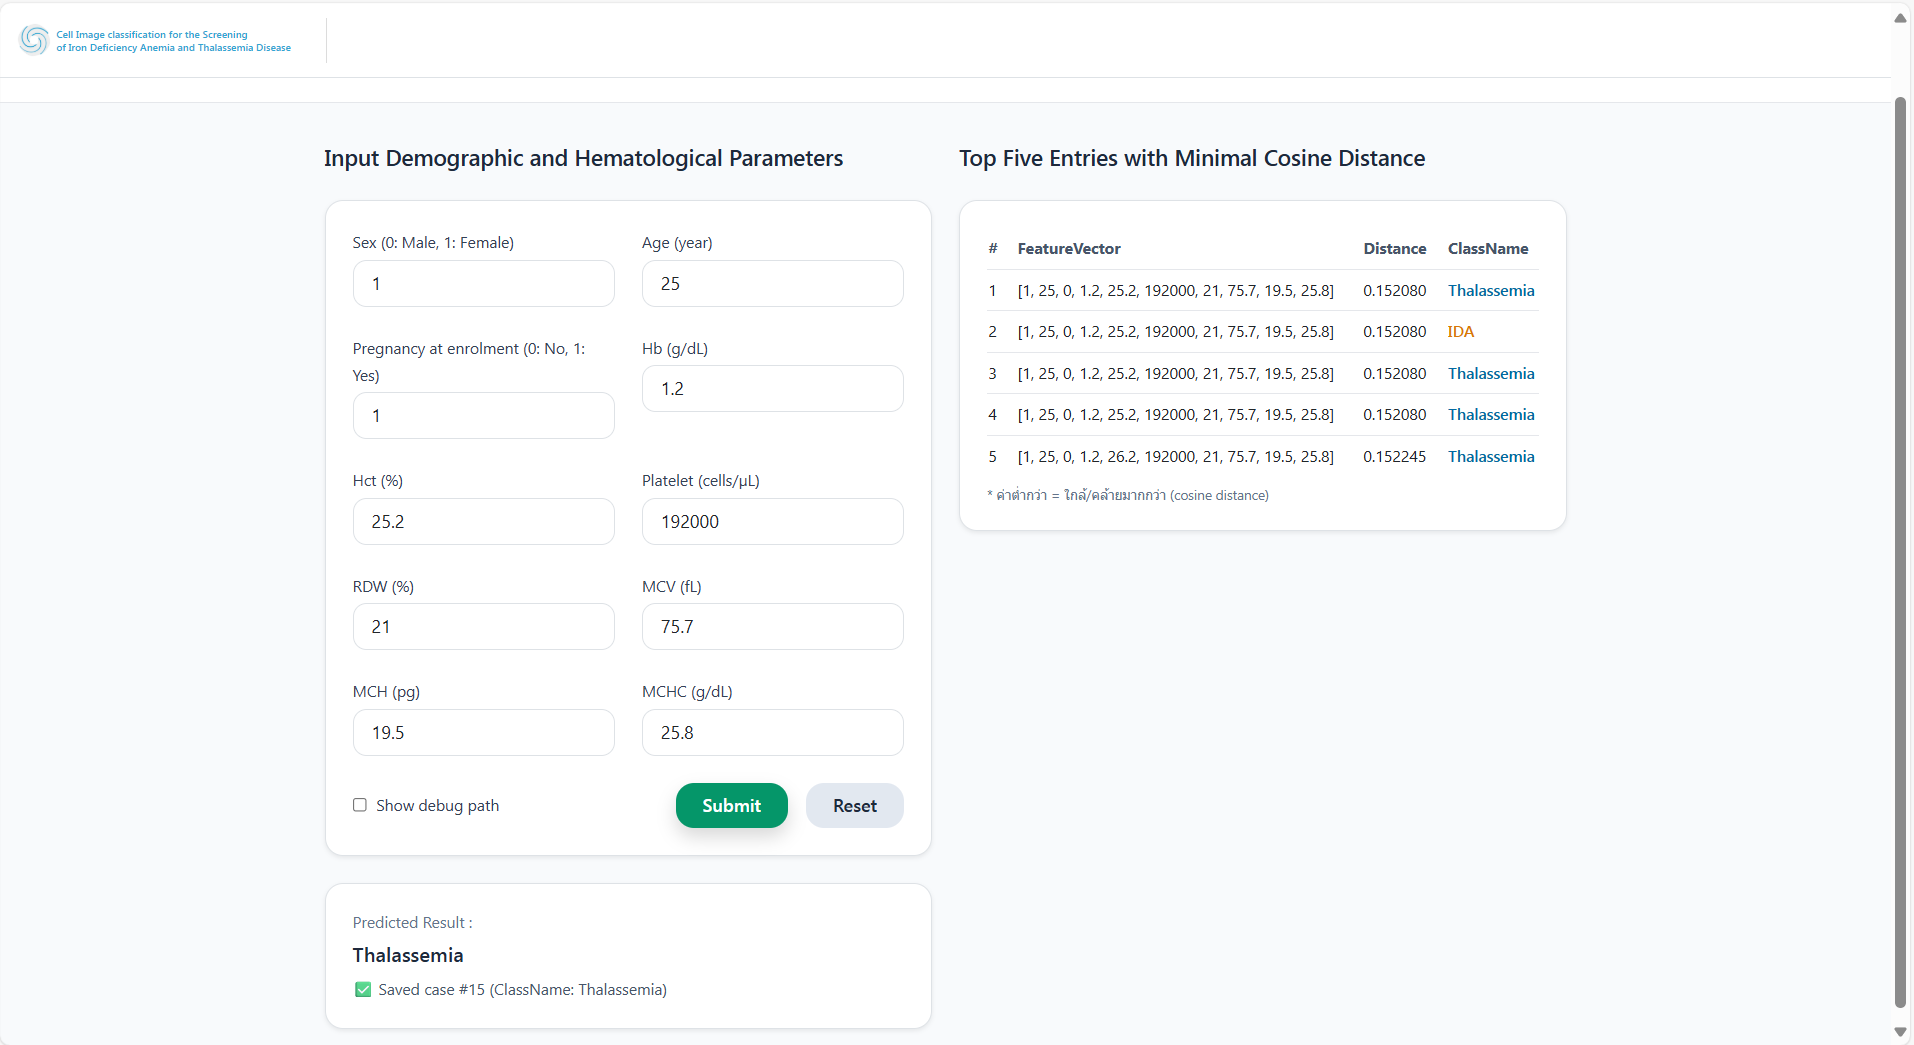 Cell Image classification for the Screening
of Iron Deficiency Anemia and Thalassemia Disease
Input Demographic and Hematological Parameters
Sex (0: Male, 1: Female)
1
Age (year)
25
Pregnancy at enrolment (0: No, 1:
Yes)
1
Hb (g/dL)
1.2
Hct (%)
25.2
Platelet (cells/µL)
192000
RDW (%)
21
MCV (fL)
75.7
MCH (pg)
19.5
MCHC (g/dL)
25.8
Show debug path
Submit
Reset
Predicted Result :
Thalassemia
✅ Saved case #15 (ClassName: Thalassemia)
Top Five Entries with Minimal Cosine Distance
# FeatureVector Distance ClassName
1 [1, 25, 0, 1.2, 25.2, 192000, 21, 75.7, 19.5, 25.8] 0.152080 Thalassemia
2 [1, 25, 0, 1.2, 25.2, 192000, 21, 75.7, 19.5, 25.8] 0.152080 IDA
3 [1, 25, 0, 1.2, 25.2, 192000, 21, 75.7, 19.5, 25.8] 0.152080 Thalassemia
4 [1, 25, 0, 1.2, 25.2, 192000, 21, 75.7, 19.5, 25.8] 0.152080 Thalassemia
5 [1, 25, 0, 1.2, 26.2, 192000, 21, 75.7, 19.5, 25.8] 0.152245 Thalassemia
* ค่าต่ำกว่า = ใกล้/คล้ายมากกว่า (cosine distance)